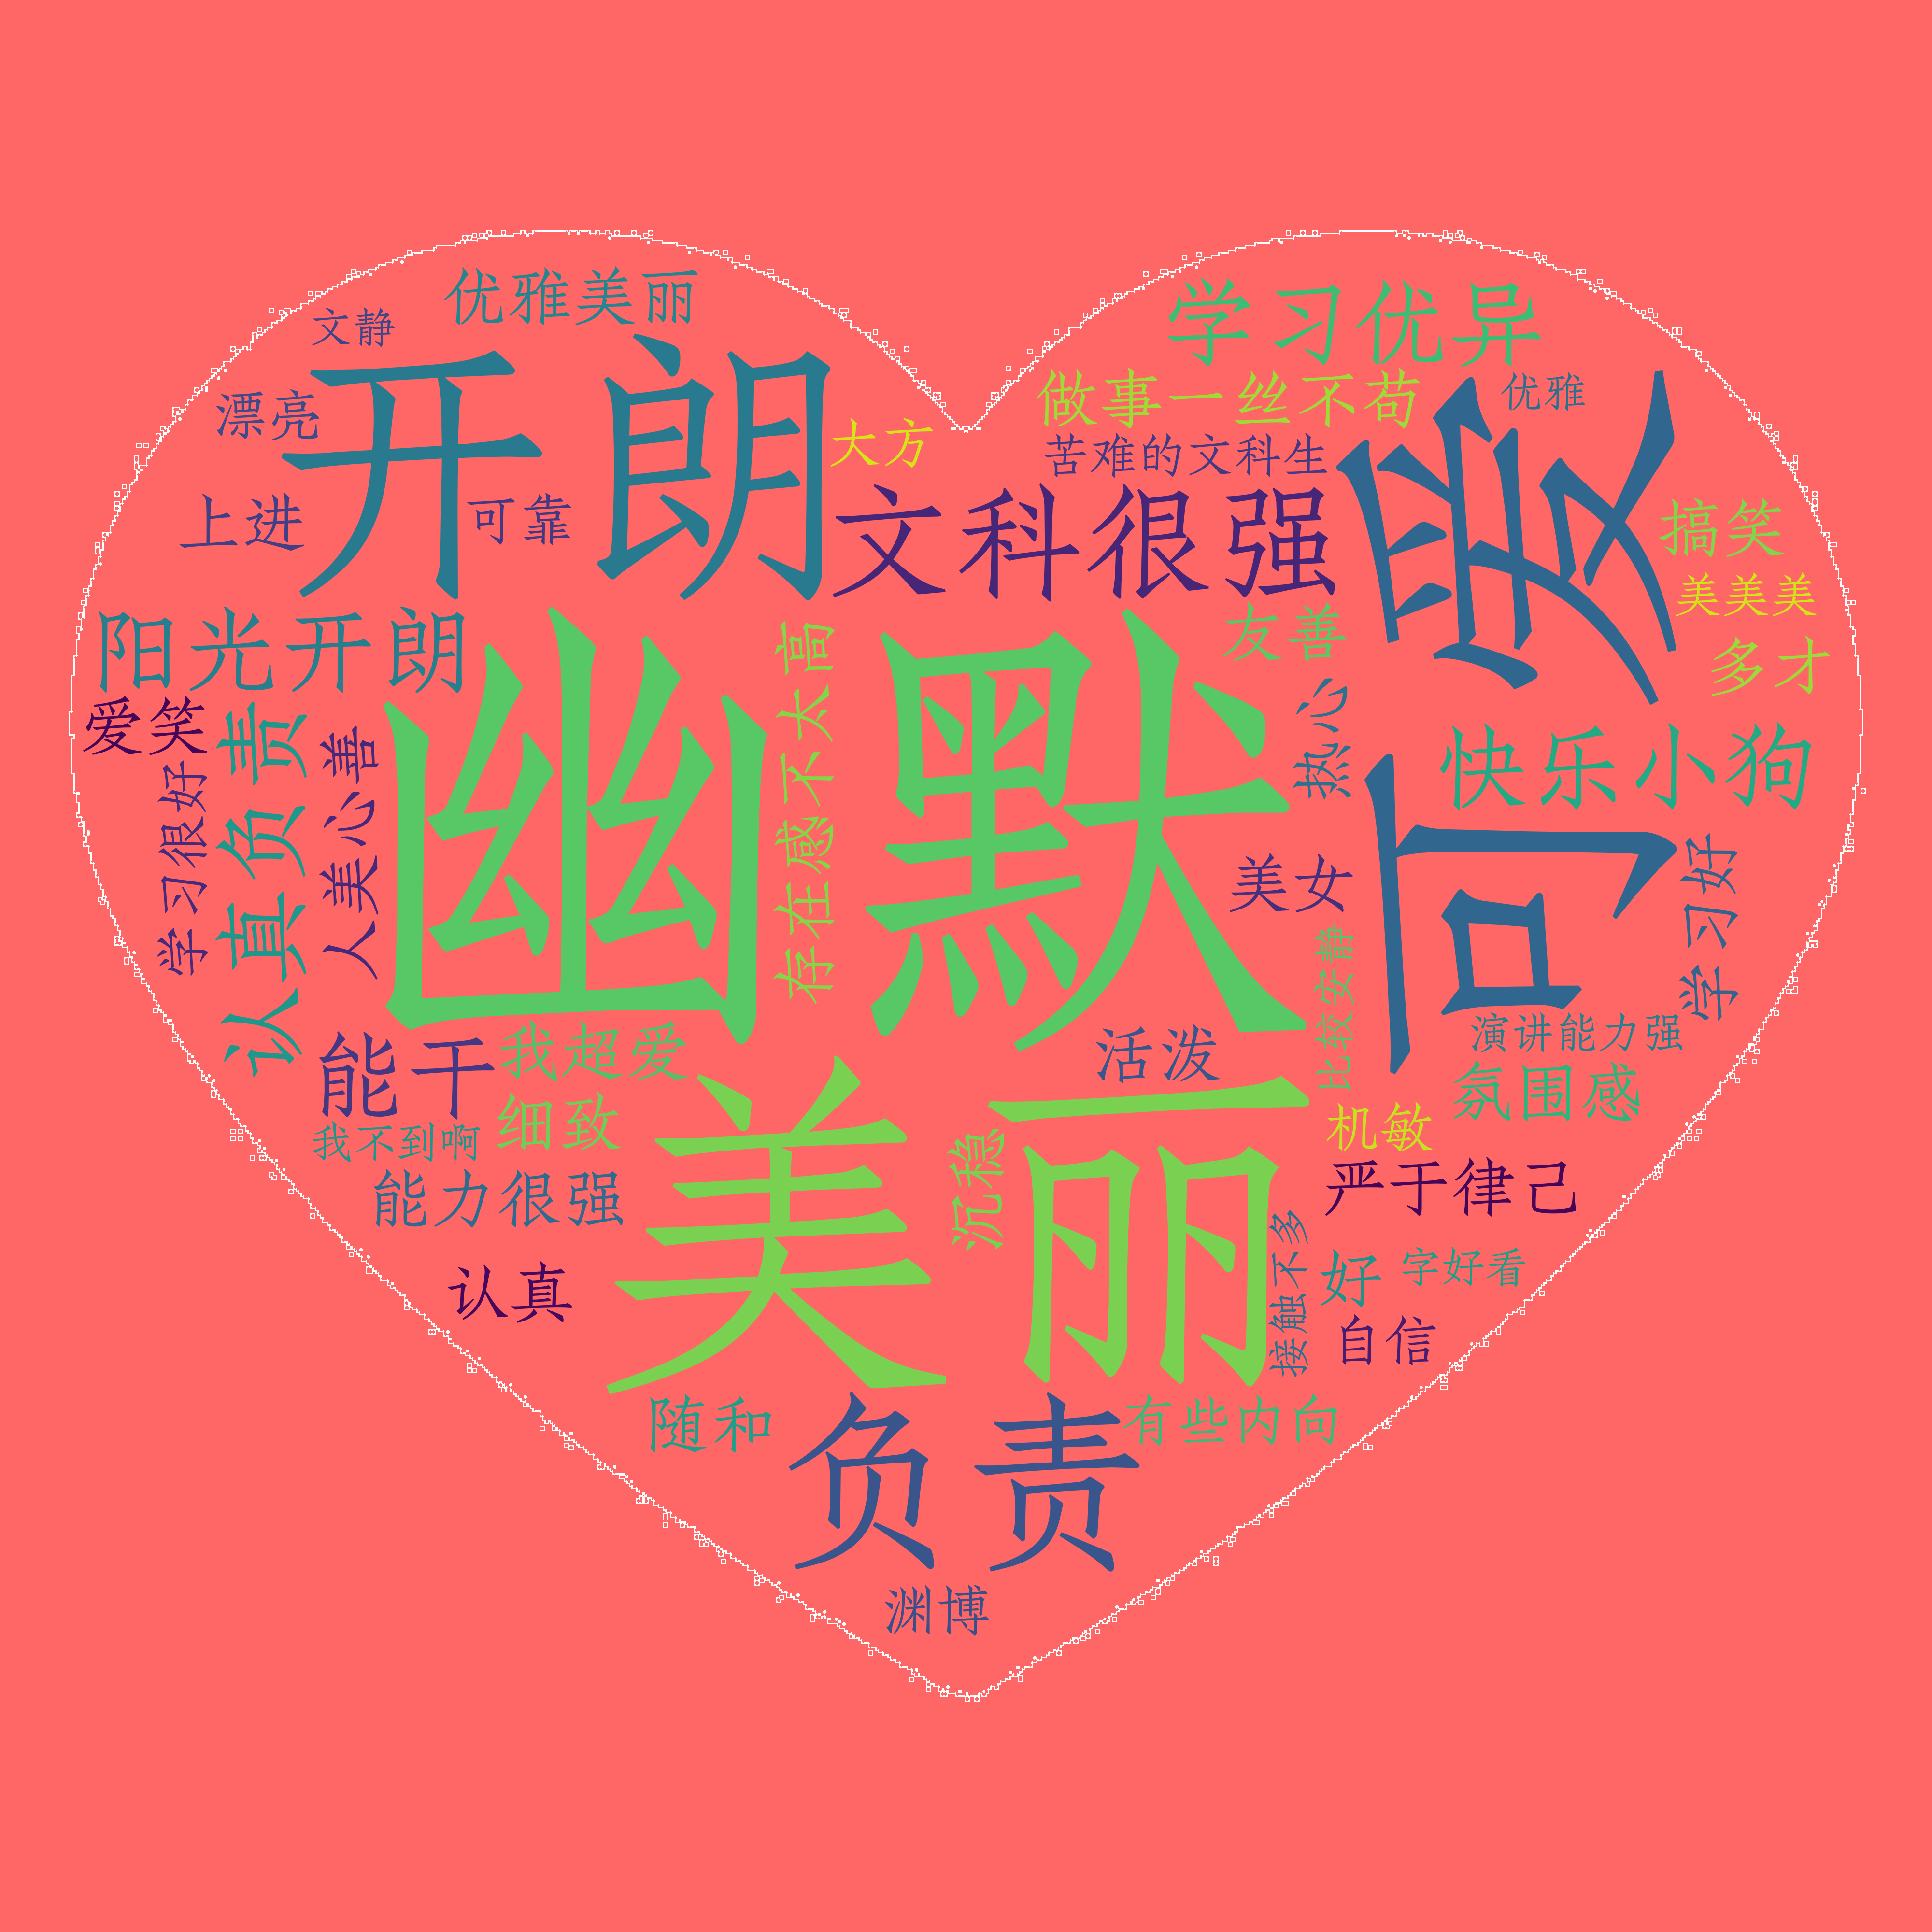 优雅美丽
学习优异
文静
开朗
做事一丝不苟
优雅
漂亮
大方
苦难的文科生
可爱
上进
可靠
文科很强
搞笑
美美美
阳光开朗
友善
多才
幽默
存在感不太高
爱笑
认真负责
人美心善
学习很好
热心
快乐小狗
美女
学习好
比较安静
能干
我超爱
活泼
演讲能力强
氛围感
细致
我不到啊
美丽
沉稳
机敏
能力很强
严于律己
接触不多
好
字好看
认真
自信
随和
负责
有些内向
渊博